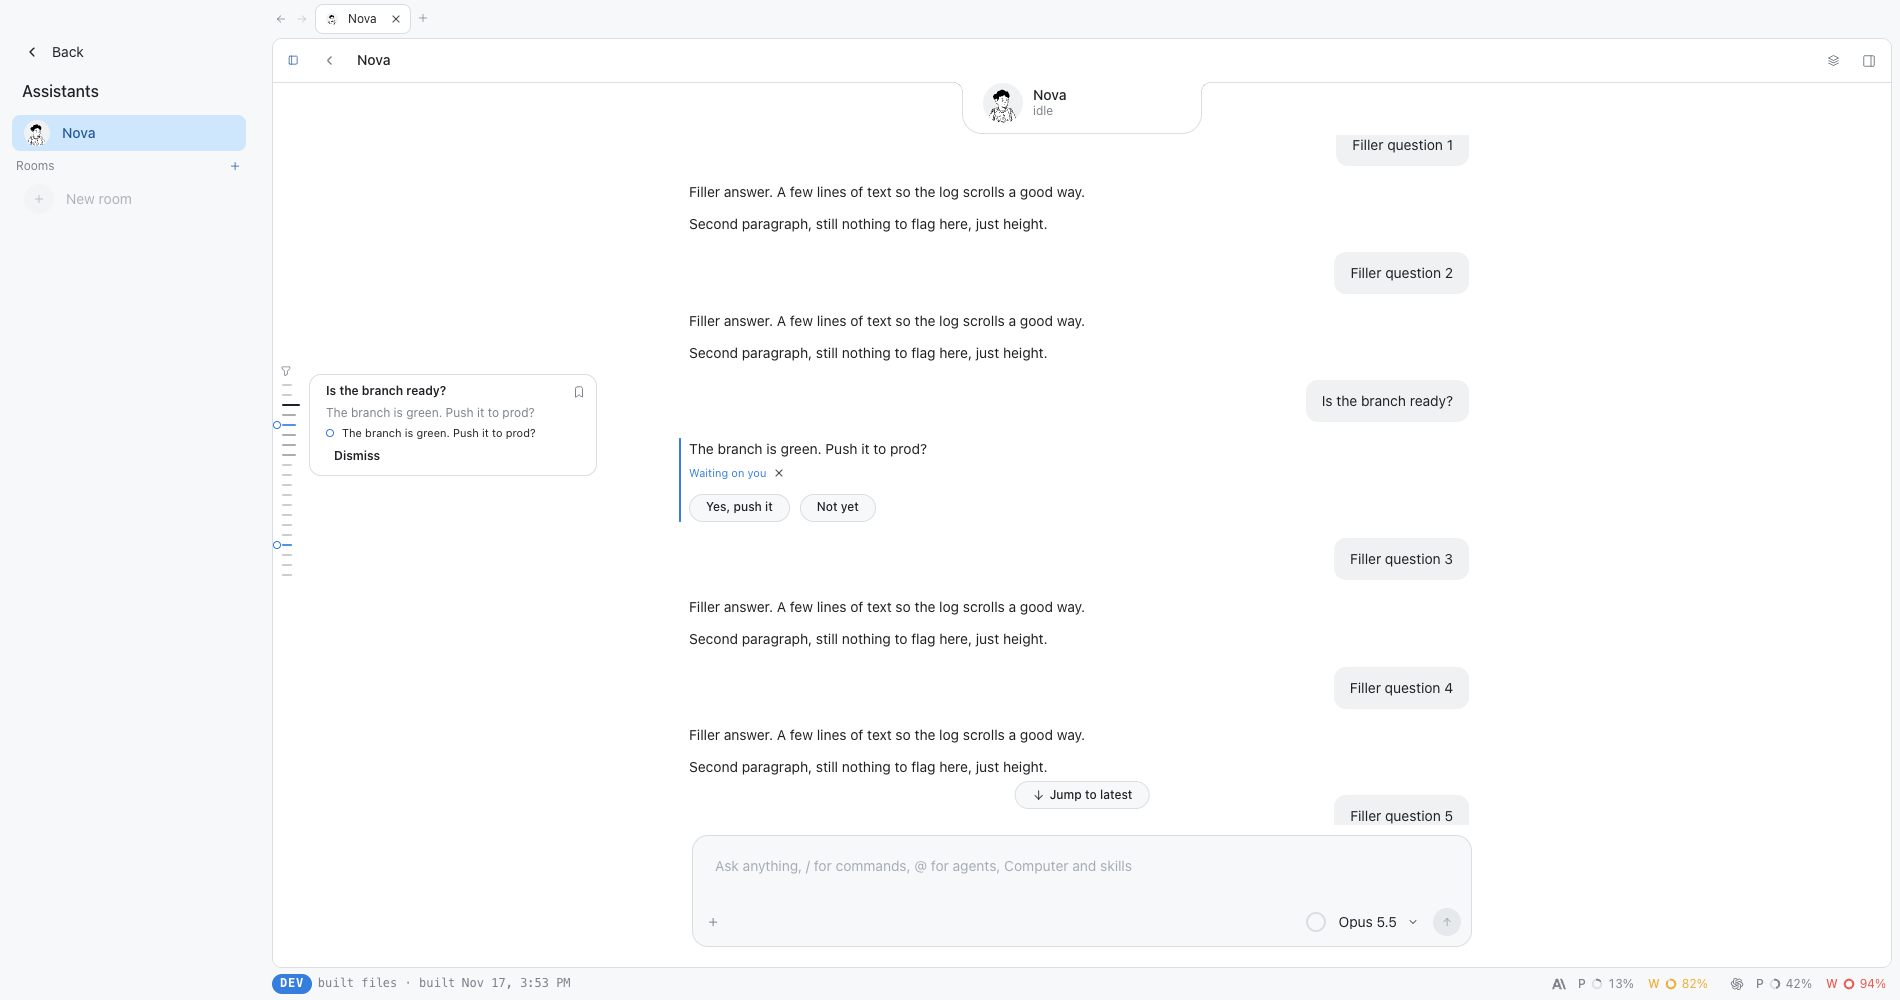 Nova
Back
Nova
Assistants
Nova
Rooms
New room
Nova
idle
Filler question 1
Filler answer. A few lines of text so the log scrolls a good way.
Second paragraph, still nothing to flag here, just height.
Filler question 2
Filler answer. A few lines of text so the log scrolls a good way.
Second paragraph, still nothing to flag here, just height.
Is the branch ready?
The branch is green. Push it to prod?
The branch is green. Push it to prod?
Dismiss
Is the branch ready?
The branch is green. Push it to prod?
Waiting on you
Yes, push it
Not yet
Filler question 3
Filler answer. A few lines of text so the log scrolls a good way.
Second paragraph, still nothing to flag here, just height.
Filler question 4
Filler answer. A few lines of text so the log scrolls a good way.
Second paragraph, still nothing to flag here, just height.
Jump to latest
Filler question 5
Ask anything, / for commands, @ for agents, Computer and skills
Opus 5.5
DEV built files · built Nov 17, 3:53 PM
P 13% W 82% P 42% W 94%